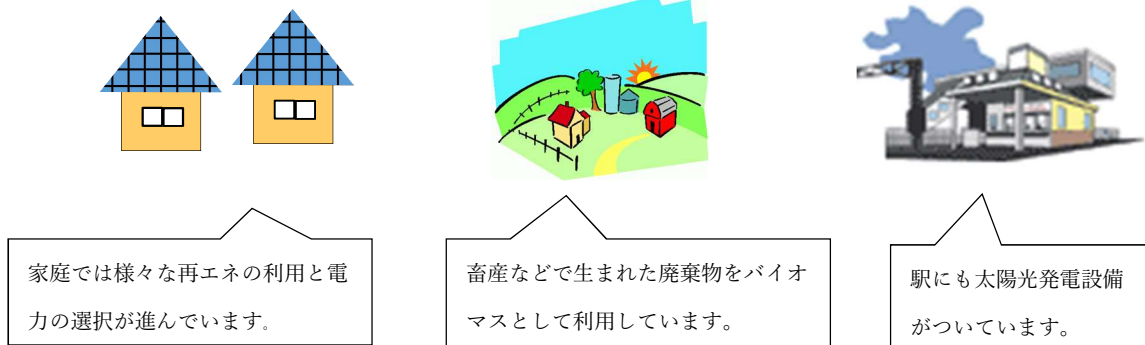 家庭では様々な再エネの利用と電
力の選択が進んでいます。
畜産などで生まれた廃棄物をバイオ
マスとして利用しています。
駅にも太陽光発電設備
がついています。